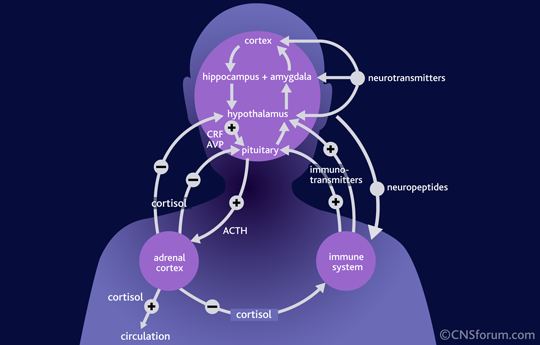 cortex
hippocampus + amygdala
neurotransmitters
hypothalamus
+
CRF
AVP
pituitary
+
immuno-
transmitters
−
−
neuropeptides
cortisol
+
+
ACTH
adrenal
cortex
immune
system
cortisol
+
−
cortisol
circulation
©CNSforum.com